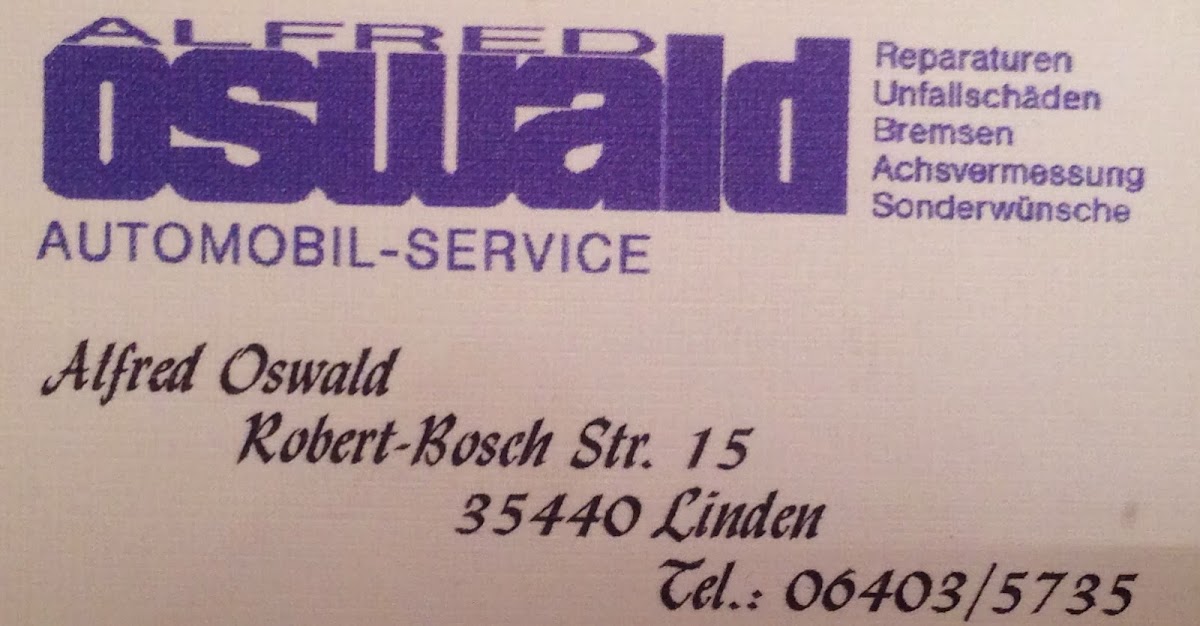 ALFRED
oswald
AUTOMOBIL-SERVICE
Reparaturen
Unfallschäden
Bremsen
Achsvermessung
Sonderwünsche
Alfred Oswald
Robert-Bosch Str. 15
35440 Linden
Tel.: 06403/5735